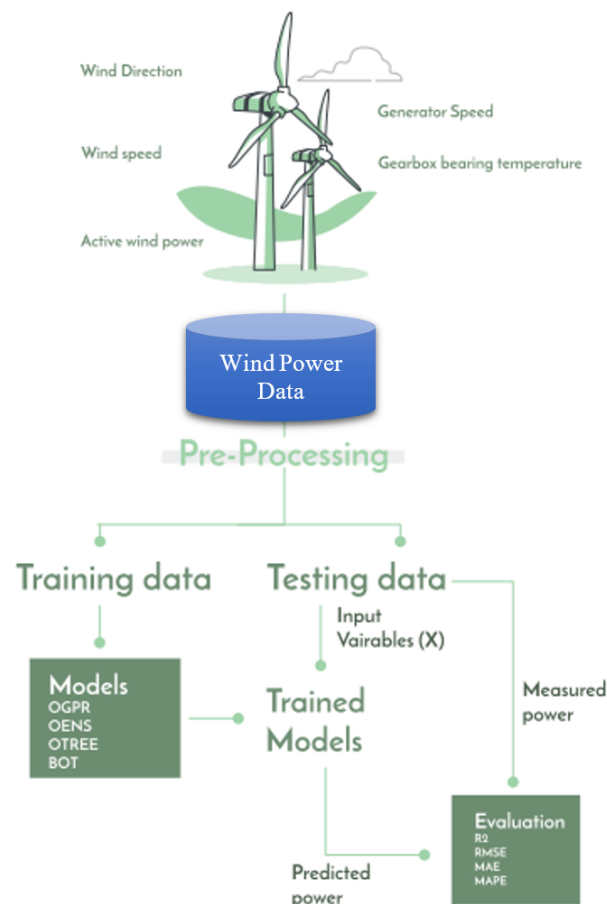 Wind Direction
Generator Speed
Wind speed
Gearbox bearing temperature
Active wind power
Wind Power
Data
Pre-Processing
Training data
Testing data
Input
Vairables (X)
Models
OGPR
OENS
OTREE
BOT
Trained
Models
Measured
power
Evaluation
R2
RMSE
MAE
MAPE
Predicted
power